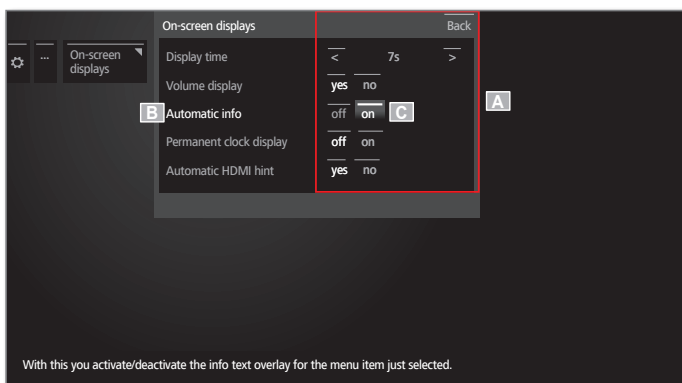 On-screen displays Back
... On-screen displays
Display time < 7s >
Volume display yes no
A
B Automatic info off on C
Permanent clock display off on
Automatic HDMI hint yes no
With this you activate/deactivate the info text overlay for the menu item just selected.